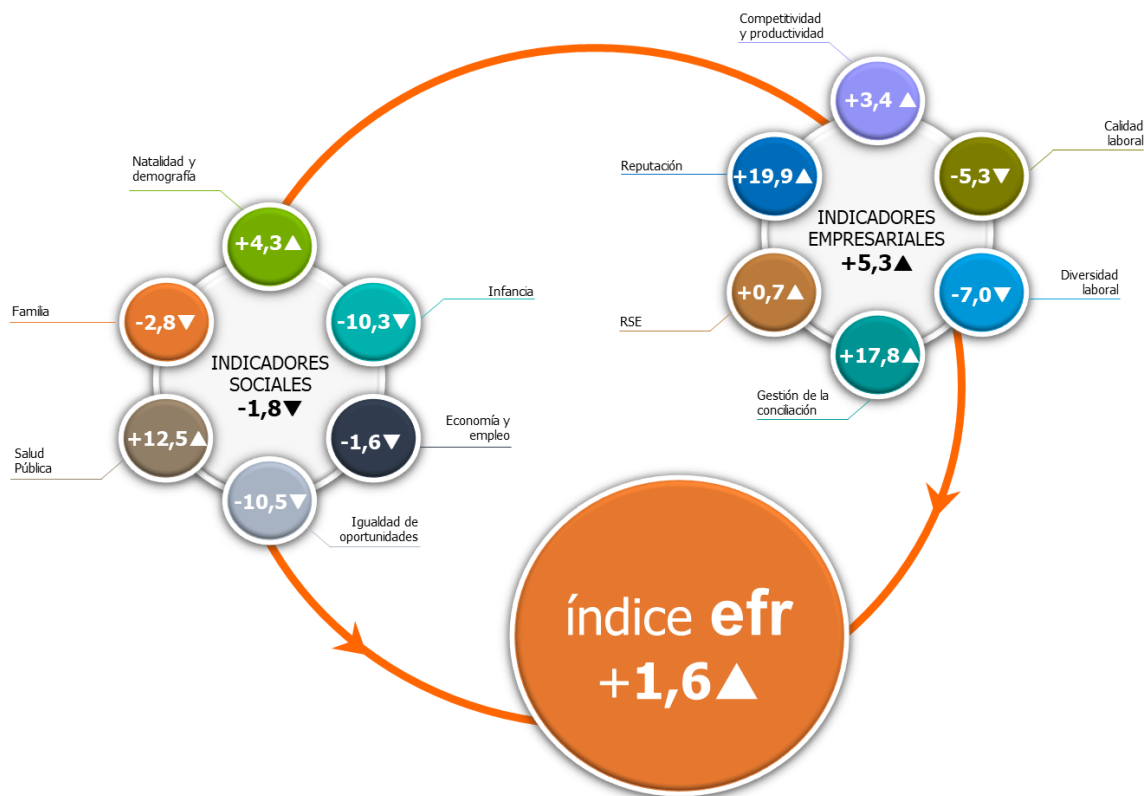 Competitividad
y productividad
+3,4 ▲
Calidad
laboral
-5,3▼
Reputación
+19,9▲
INDICADORES
EMPRESARIALES
+5,3▲
RSE
+0,7▲
Diversidad
laboral
-7,0▼
+17,8▲
Gestión de la
conciliación
Natalidad y
demografía
+4,3▲
Familia
-2,8▼
Infancia
-10,3▼
INDICADORES
SOCIALES
-1,8▼
Salud
Pública
+12,5▲
Economía y
empleo
-1,6▼
-10,5▼
Igualdad de
oportunidades
índice efr
+1,6▲